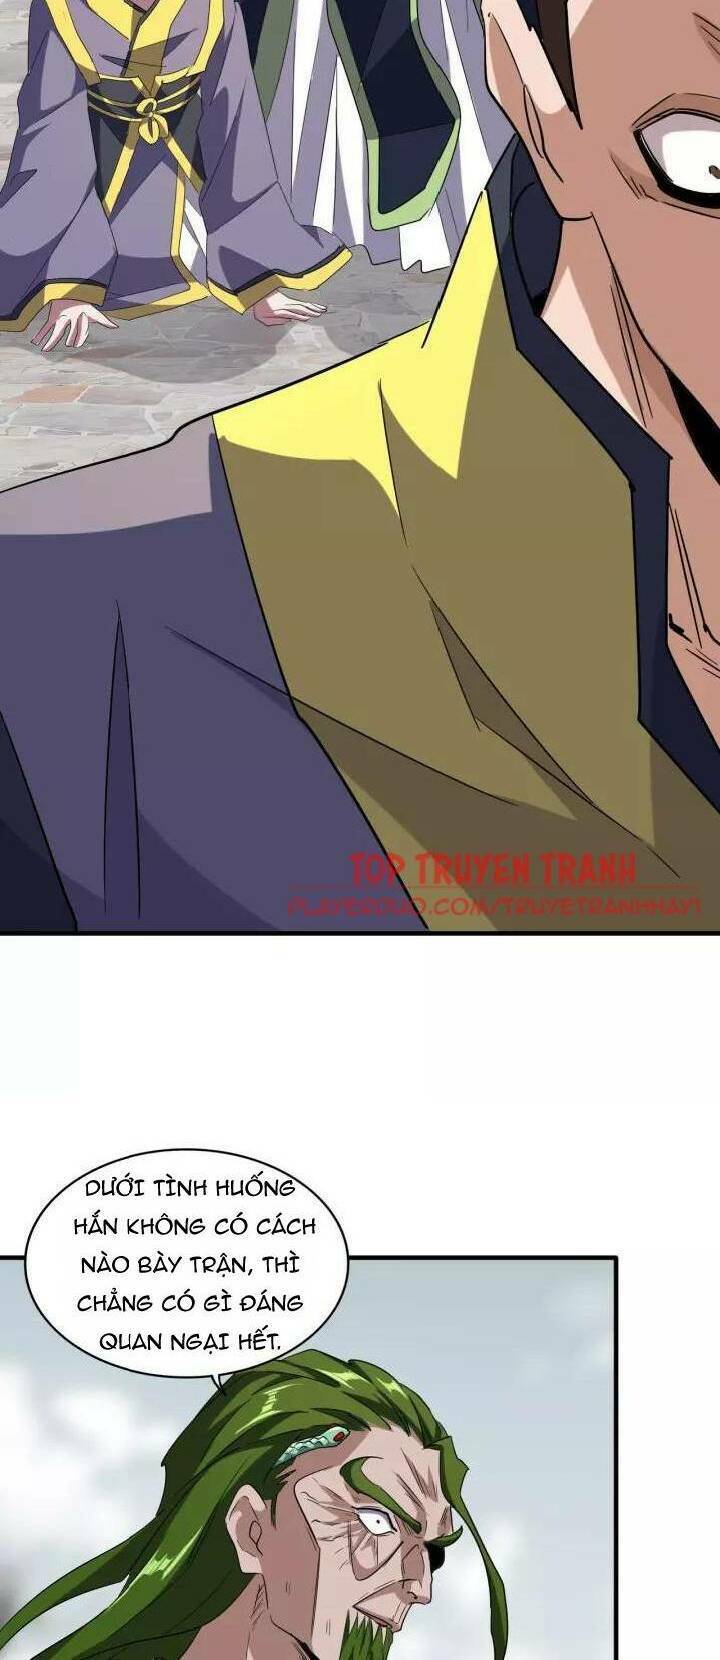 TOP TRUYEN TRANH
PLAYERDUO.COM/TRUYETRANHHAY1
DƯỚI TÌNH HUỐNG
HẮN KHÔNG CÓ CÁCH
NÀO BÀY TRẬN, THÌ
CHẲNG CÓ GÌ ĐÁNG
QUAN NGẠI HẾT.